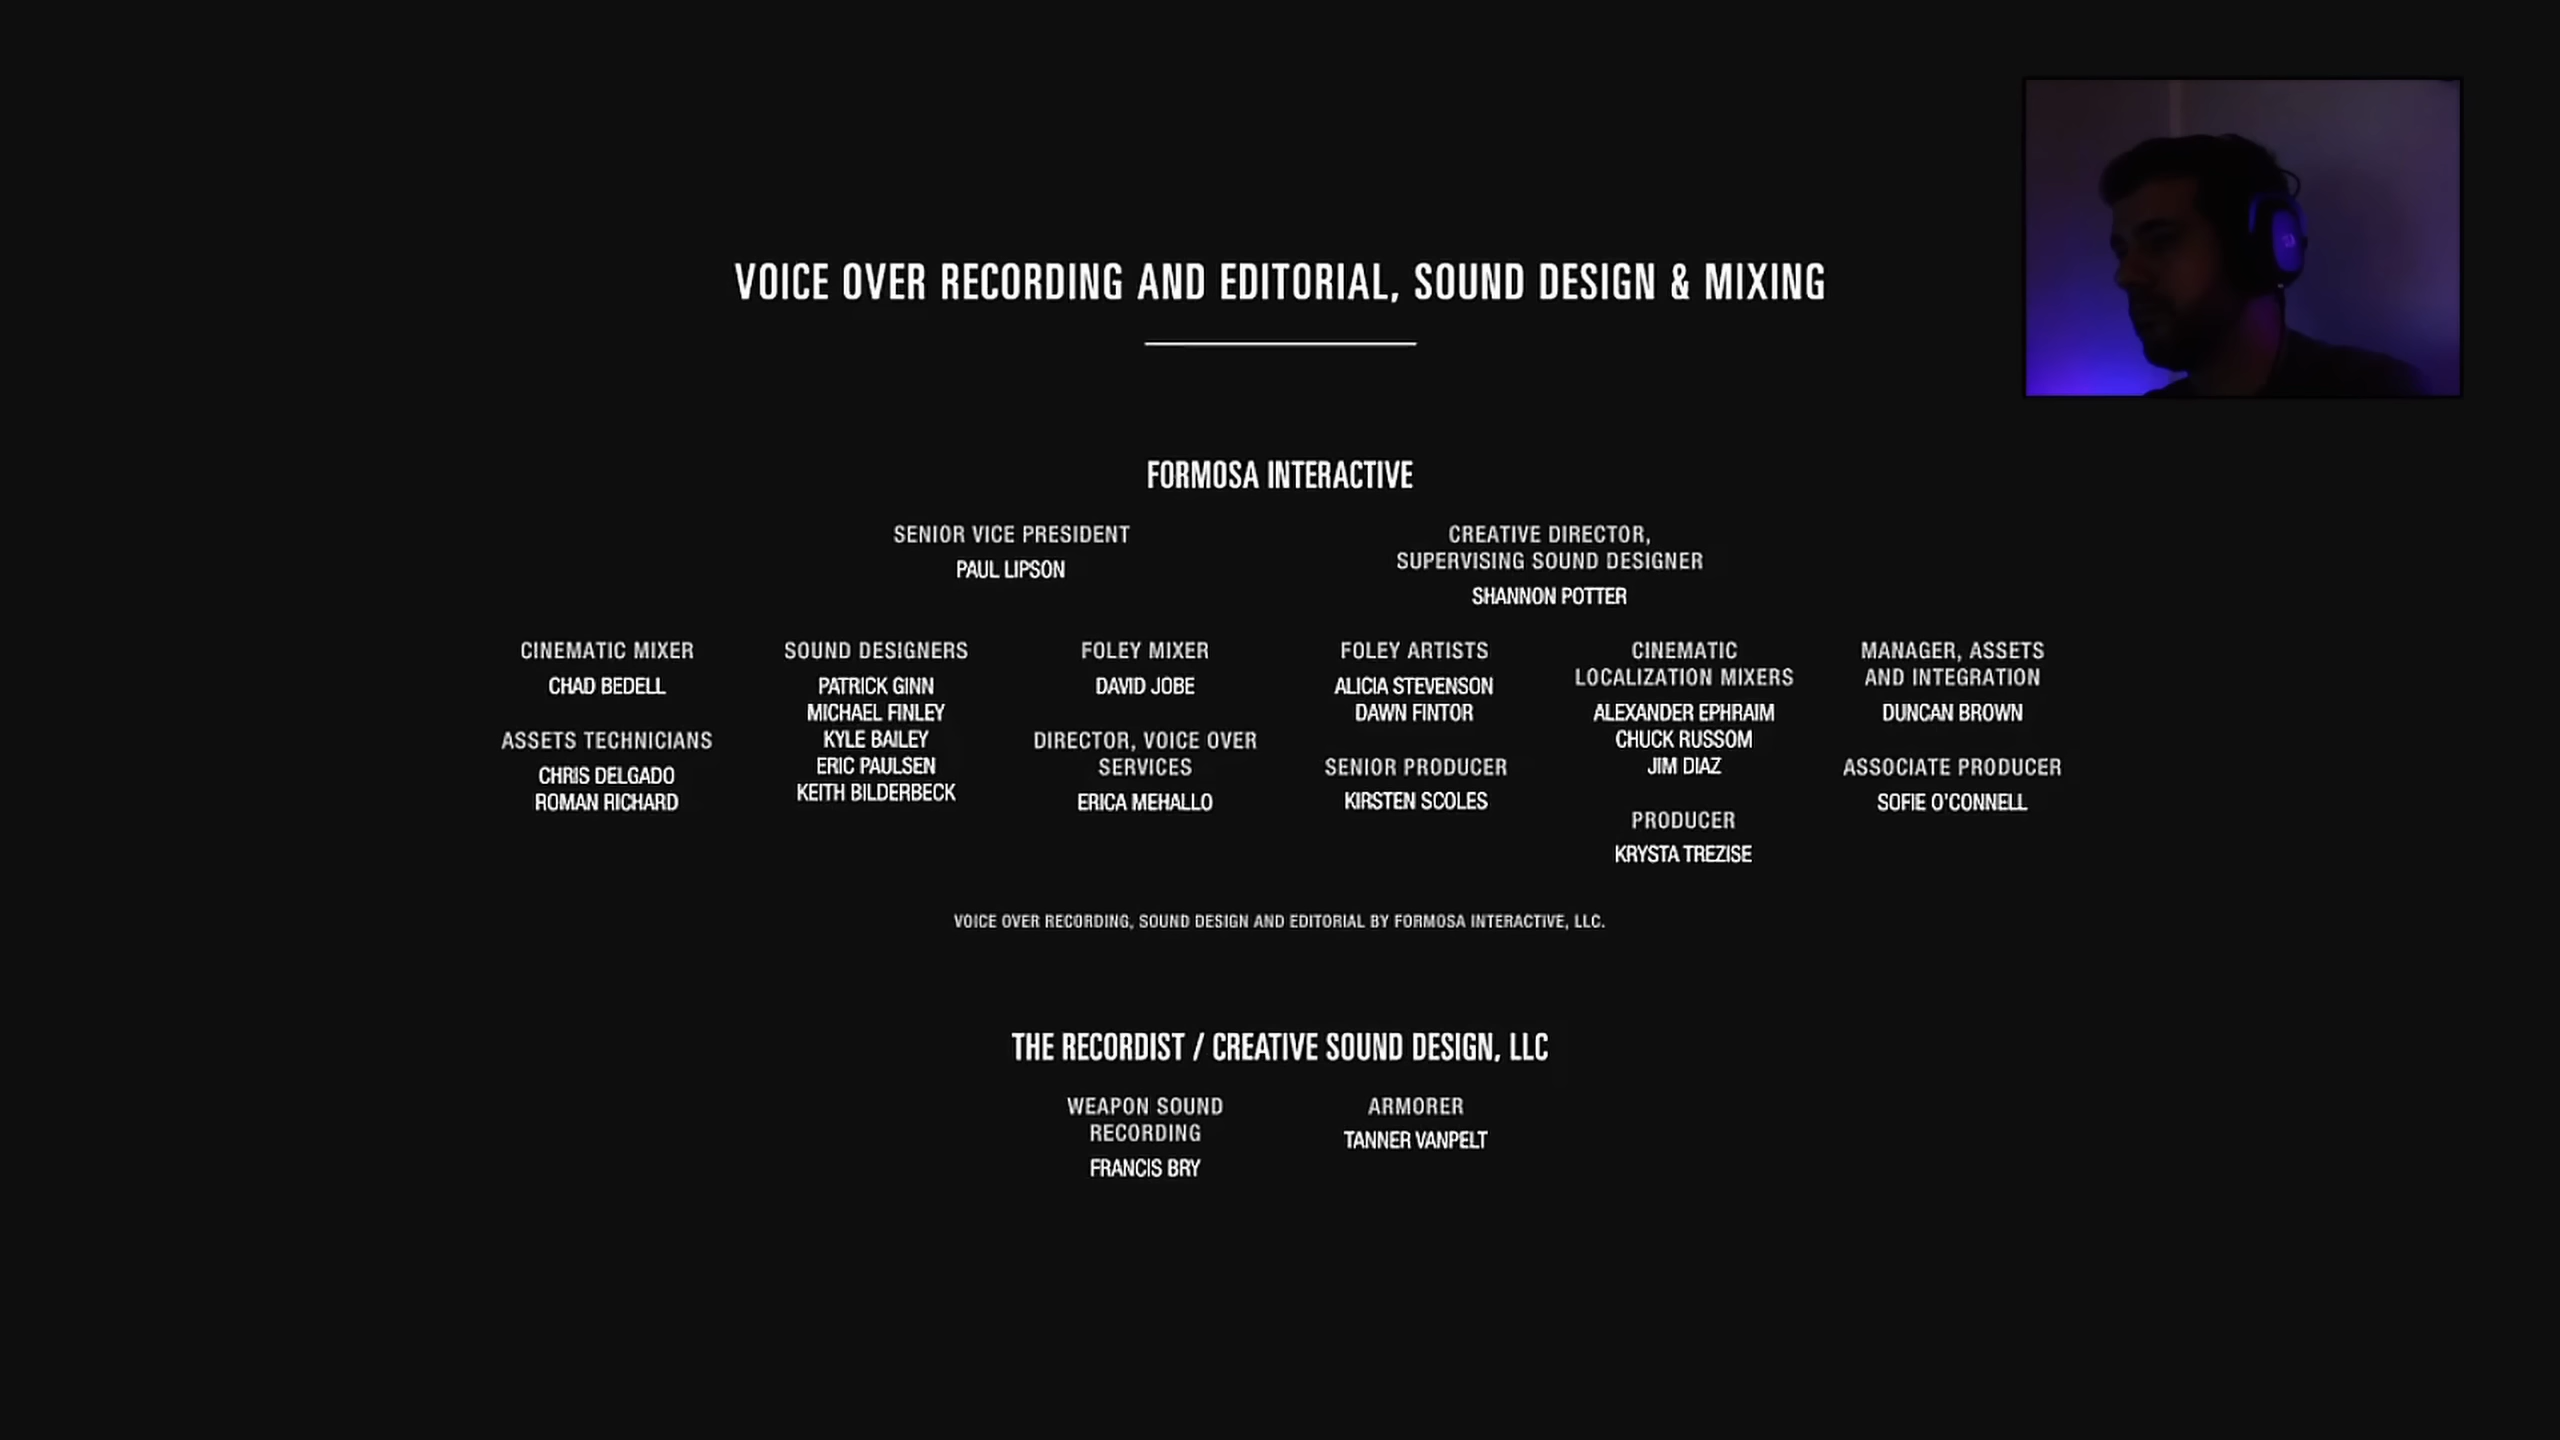 VOICE OVER RECORDING AND EDITORIAL, SOUND DESIGN & MIXING
FORMOSA INTERACTIVE
SENIOR VICE PRESIDENT
PAUL LIPSON
CREATIVE DIRECTOR,
SUPERVISING SOUND DESIGNER
SHANNON POTTER
CINEMATIC MIXER
CHAD BEDELL
ASSETS TECHNICIANS
CHRIS DELGADO
ROMAN RICHARD
SOUND DESIGNERS
PATRICK GINN
MICHAEL FINLEY
KYLE BAILEY
ERIC PAULSEN
KEITH BILDERBECK
FOLEY MIXER
DAVID JOBE
DIRECTOR, VOICE OVER
SERVICES
ERICA MEHALLO
FOLEY ARTISTS
ALICIA STEVENSON
DAWN FINTOR
SENIOR PRODUCER
KIRSTEN SCOLES
CINEMATIC
LOCALIZATION MIXERS
ALEXANDER EPHRAIM
CHUCK RUSSOM
JIM DIAZ
PRODUCER
KRYSTA TREZISE
MANAGER, ASSETS
AND INTEGRATION
DUNCAN BROWN
ASSOCIATE PRODUCER
SOFIE O'CONNELL
VOICE OVER RECORDING, SOUND DESIGN AND EDITORIAL BY FORMOSA INTERACTIVE, LLC.
THE RECORDIST / CREATIVE SOUND DESIGN, LLC
WEAPON SOUND
RECORDING
FRANCIS BRY
ARMORER
TANNER VANPELT